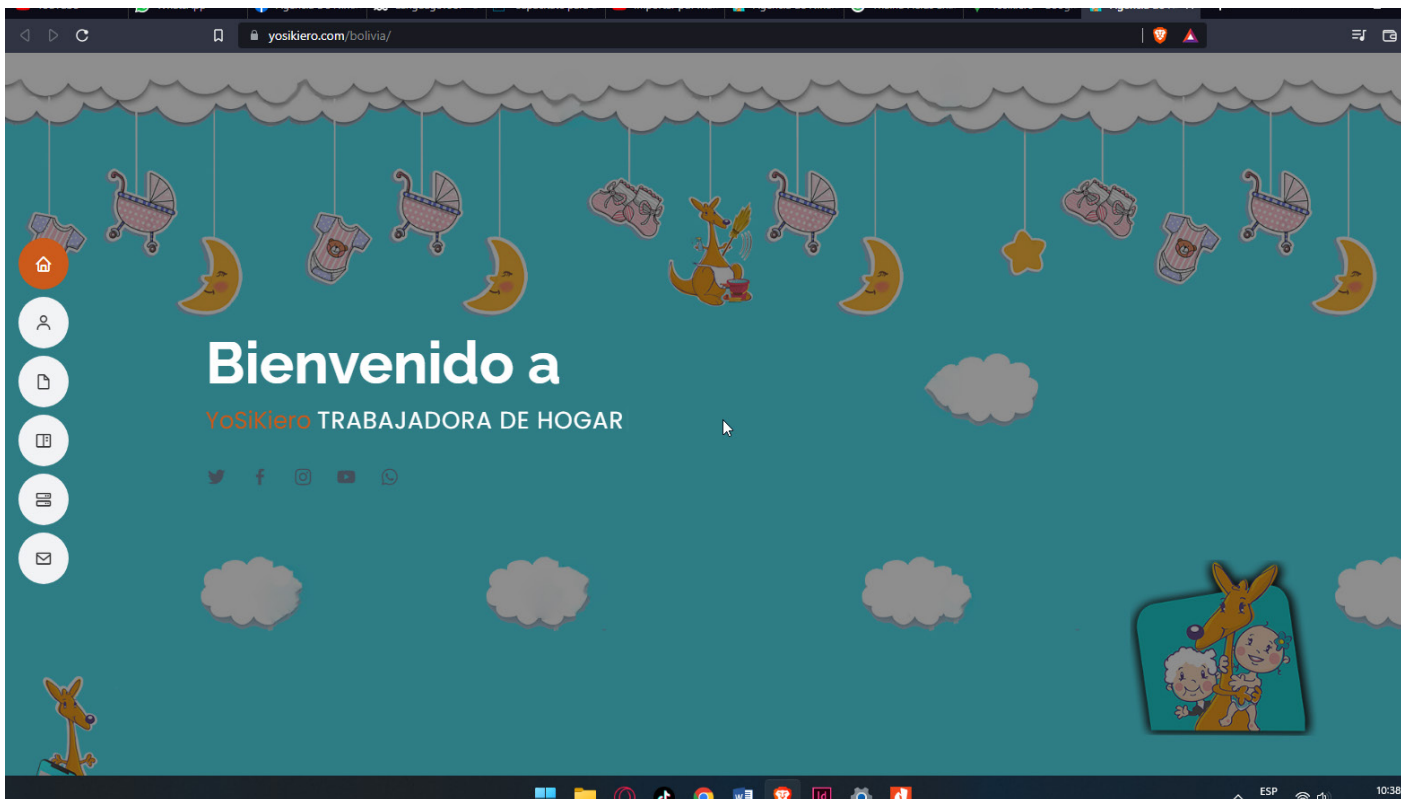 yosikiero.com/bolivia/
Bienvenido a
YoSiKiero TRABAJADORA DE HOGAR
ESP
10:38